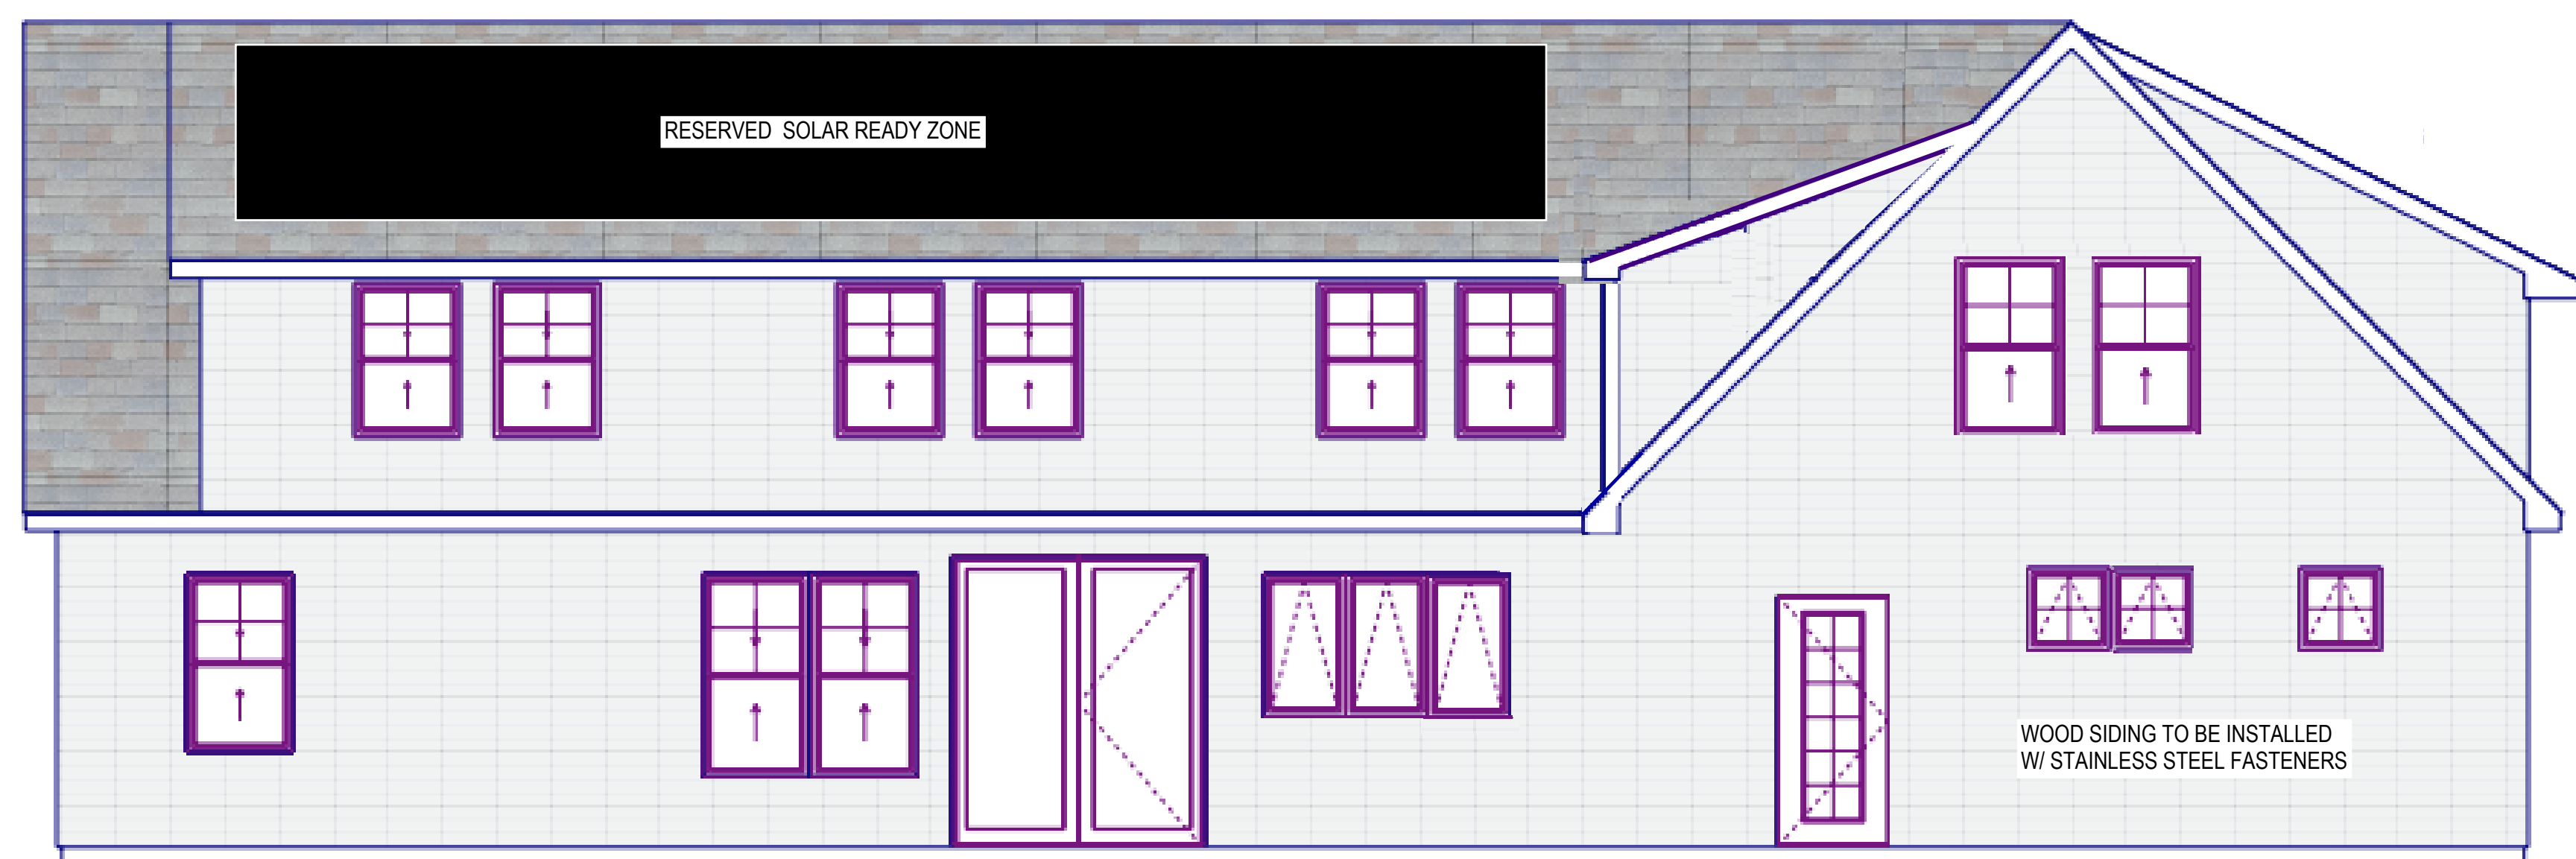 RESERVED SOLAR READY ZONE
WOOD SIDING TO BE INSTALLED
W/ STAINLESS STEEL FASTENERS